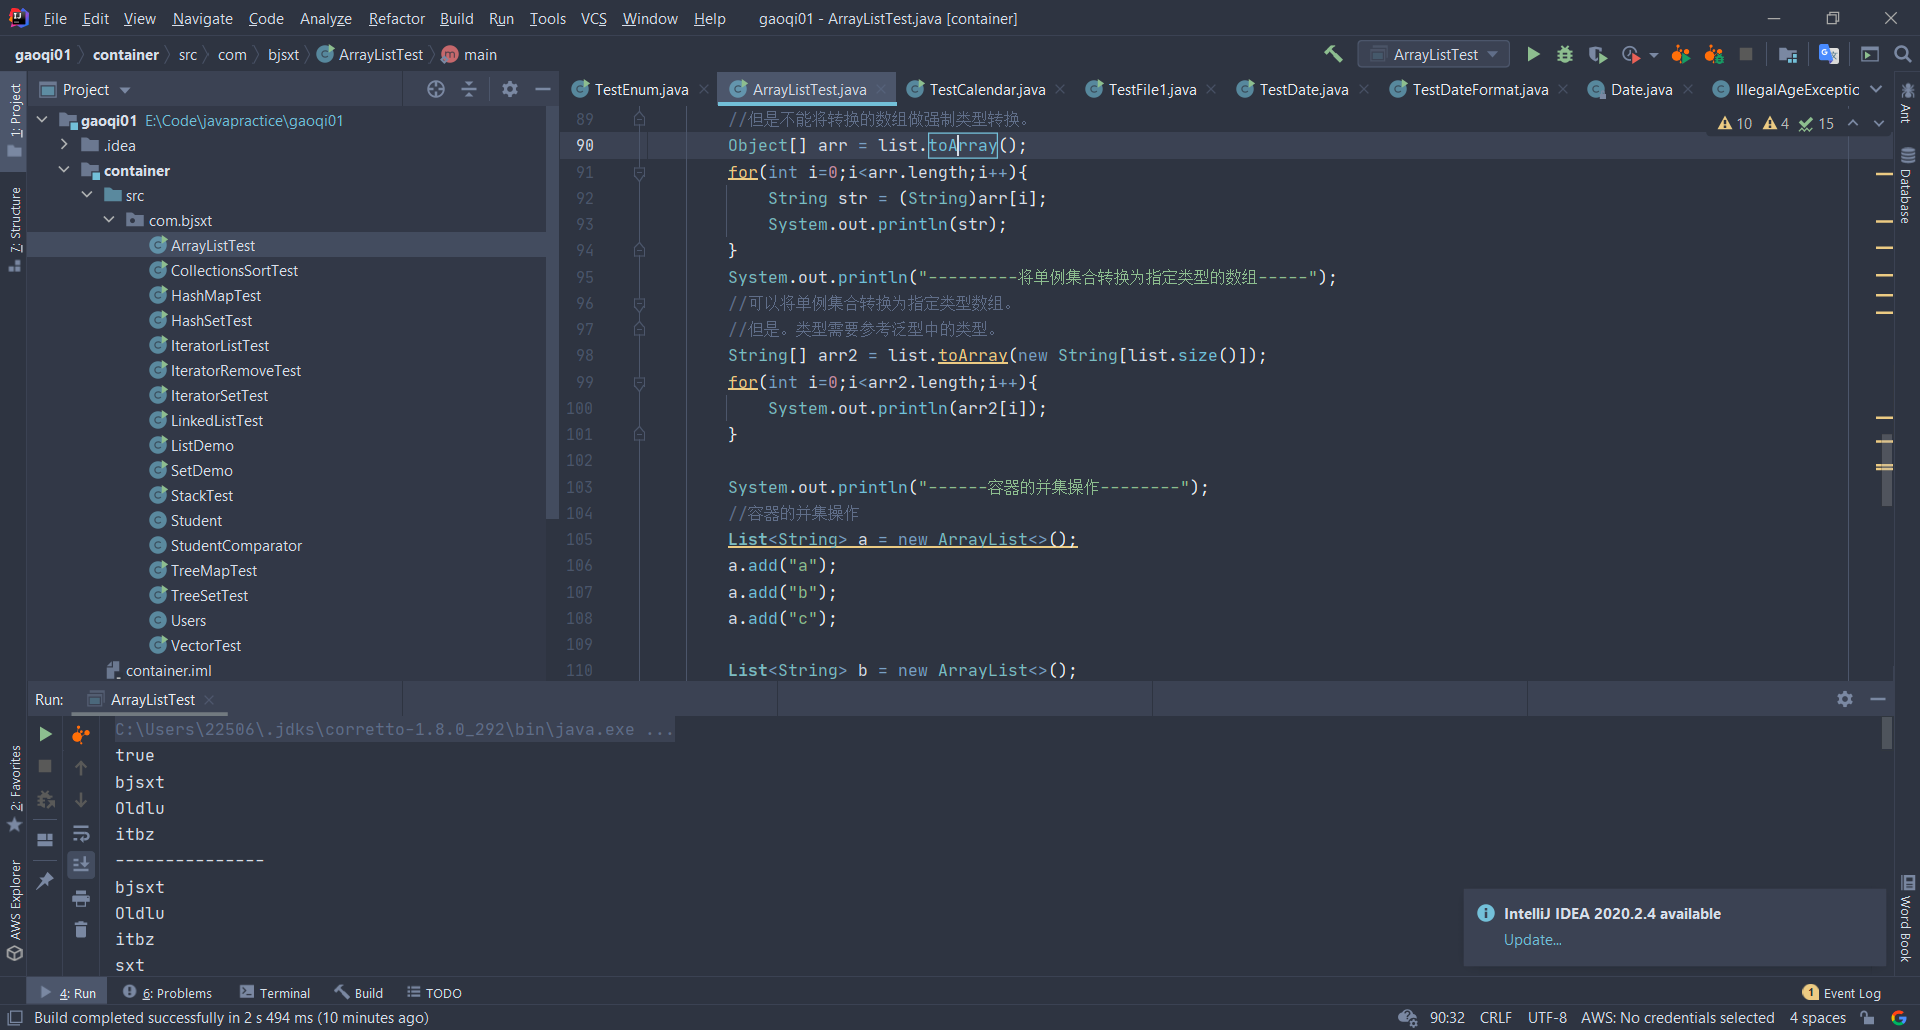 File Edit View Navigate Code Analyze Refactor Build Run Tools VCS Window Help gaoqi01 - ArrayListTest.java [container]
gaoqi01 container src com bjsxt ArrayListTest main
ArrayListTest
1: Project
7: Structure
2: Favorites
AWS Explorer
Project
gaoqi01 E:\Code\javapractice\gaoqi01
.idea
container
src
com.bjsxt
ArrayListTest
CollectionsSortTest
HashMapTest
HashSetTest
IteratorListTest
IteratorRemoveTest
IteratorSetTest
LinkedListTest
ListDemo
SetDemo
StackTest
Student
StudentComparator
TreeMapTest
TreeSetTest
Users
VectorTest
container.iml
TestEnum.java ArrayListTest.java TestCalendar.java TestFile1.java TestDate.java TestDateFormat.java Date.java IllegalAgeExceptio
10 4 15
89 //但是不能将转换的数组做强制类型转换。
90 Object[] arr = list.toArray();
91 for(int i=0;i<arr.length;i++){
92 String str = (String)arr[i];
93 System.out.println(str);
94 }
95 System.out.println("---------将单例集合转换为指定类型的数组-----");
96 //可以将单例集合转换为指定类型数组。
97 //但是。类型需要参考泛型中的类型。
98 String[] arr2 = list.toArray(new String[list.size()]);
99 for(int i=0;i<arr2.length;i++){
100 System.out.println(arr2[i]);
101 }
102
103 System.out.println("------容器的并集操作--------");
104 //容器的并集操作
105 List<String> a = new ArrayList<>();
106 a.add("a");
107 a.add("b");
108 a.add("c");
109
110 List<String> b = new ArrayList<>();
Ant
Database
Word Book
Run: ArrayListTest
C:\Users\22506\.jdks\corretto-1.8.0_292\bin\java.exe ...
true
bjsxt
Oldlu
itbz
---------------
bjsxt
Oldlu
itbz
sxt
IntelliJ IDEA 2020.2.4 available
Update...
4: Run 6: Problems Terminal Build TODO 1 Event Log
Build completed successfully in 2 s 494 ms (10 minutes ago) 90:32 CRLF UTF-8 AWS: No credentials selected 4 spaces